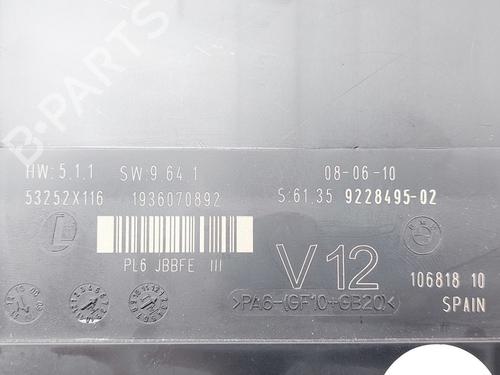 B-PARTS
HW: 5.1.1 SW:9.64.1 08-06-10
53252X116 1936070892 S:61.35 9228495-02
PL6 JBBFE III
V12
>PA6-(GF10+GB20)<
106818 10
SPAIN